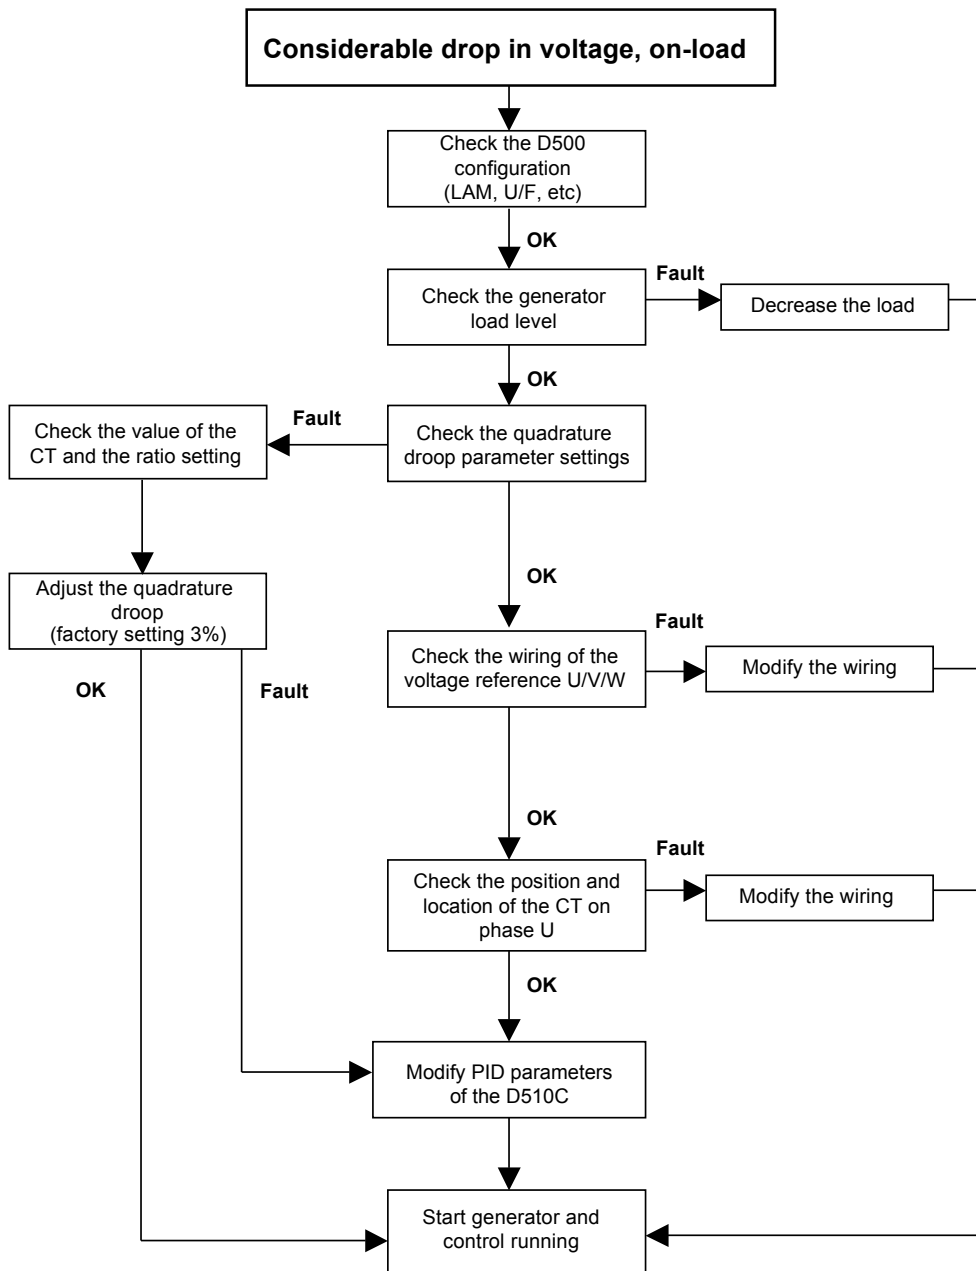 Considerable drop in voltage, on-load
Check the D500
configuration
(LAM, U/F, etc)
OK
Check the generator
load level
Fault
Decrease the load
OK
Check the quadrature
droop parameter settings
Fault
Check the value of the
CT and the ratio setting
Adjust the quadrature
droop
(factory setting 3%)
OK
Fault
OK
Check the wiring of the
voltage reference U/V/W
Fault
Modify the wiring
OK
Check the position and
location of the CT on
phase U
Fault
Modify the wiring
OK
Modify PID parameters
of the D510C
Start generator and
control running